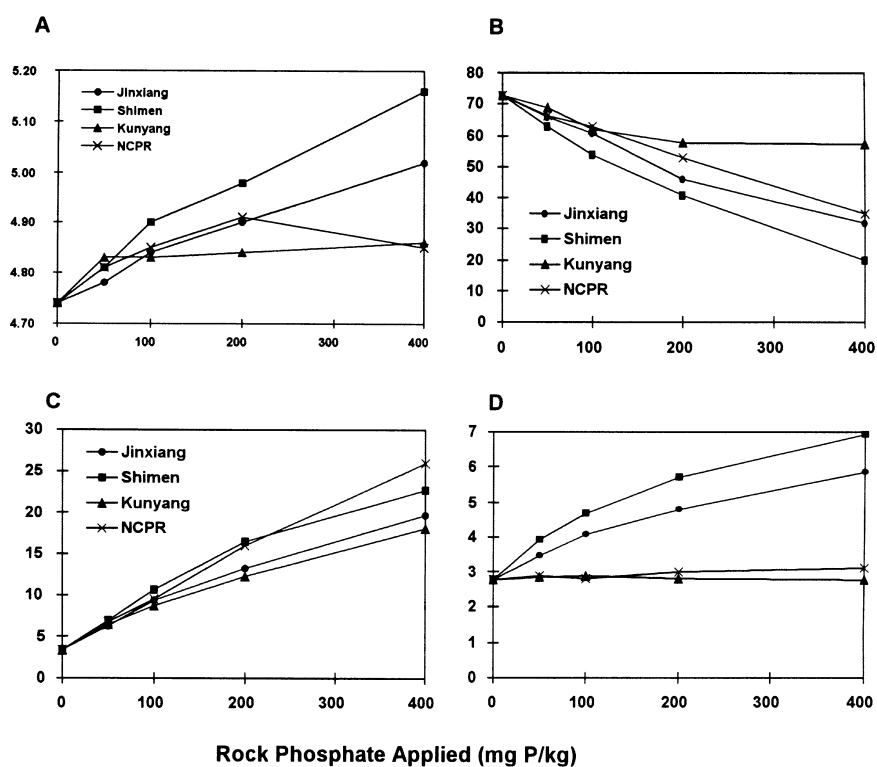 A
5.20
5.10
5.00
4.90
4.80
4.70
Jinxiang
Shimen
Kunyang
NCPR
0 100 200 300 400
B
80
70
60
50
40
30
20
10
0
Jinxiang
Shimen
Kunyang
NCPR
0 100 200 300 400
C
30
25
20
15
10
5
0
Jinxiang
Shimen
Kunyang
NCPR
0 100 200 300 400
D
7
6
5
4
3
2
1
0
0 100 200 300 400
Rock Phosphate Applied (mg P/kg)